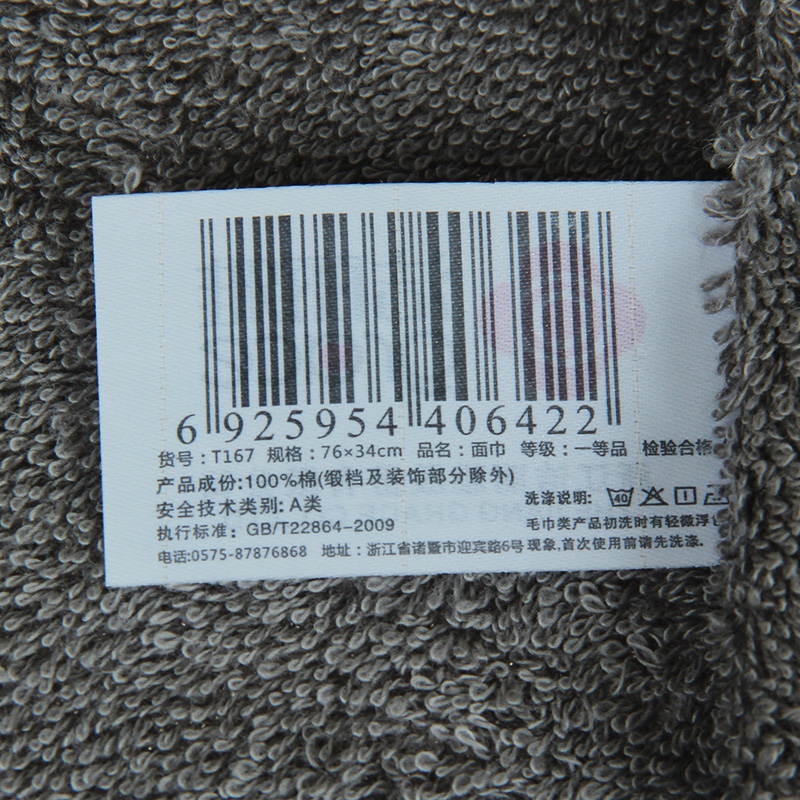 6 925954 406422
货号：T167 规格：76×34cm 品名：面巾 等级：一等品 检验合格
产品成份:100%棉(缎档及装饰部分除外)
安全技术类别: A类
执行标准: GB/T22864-2009
电话:0575-87876868 地址：浙江省诸暨市迎宾路6号
洗涤说明: 40
毛巾类产品初洗时有轻微浮色
现象,首次使用前请先洗涤.